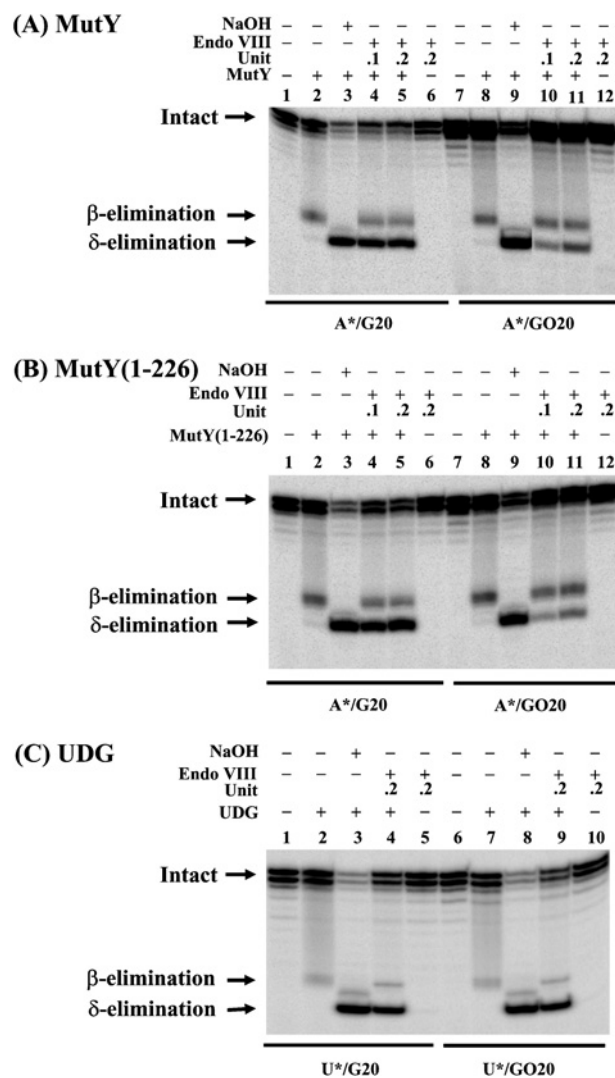 (A) MutY
NaOH – – + – – – – – + – – –
Endo VIII – – – + + + – – – + + +
Unit .1 .2 .2 .1 .2 .2
MutY – + + + + – – + + + + –
1 2 3 4 5 6 7 8 9 10 11 12
Intact
β-elimination
δ-elimination
A*/G20 A*/GO20
(B) MutY(1-226)
NaOH – – + – – – – – + – – –
Endo VIII – – – + + + – – – + + +
Unit .1 .2 .2 .1 .2 .2
MutY(1-226) – + + + + – – + + + + –
1 2 3 4 5 6 7 8 9 10 11 12
Intact
β-elimination
δ-elimination
A*/G20 A*/GO20
(C) UDG
NaOH – – + – – – – + – –
Endo VIII – – – + + – – – + +
Unit .2 .2 .2 .2
UDG – + + + – – + + + –
1 2 3 4 5 6 7 8 9 10
Intact
β-elimination
δ-elimination
U*/G20 U*/GO20